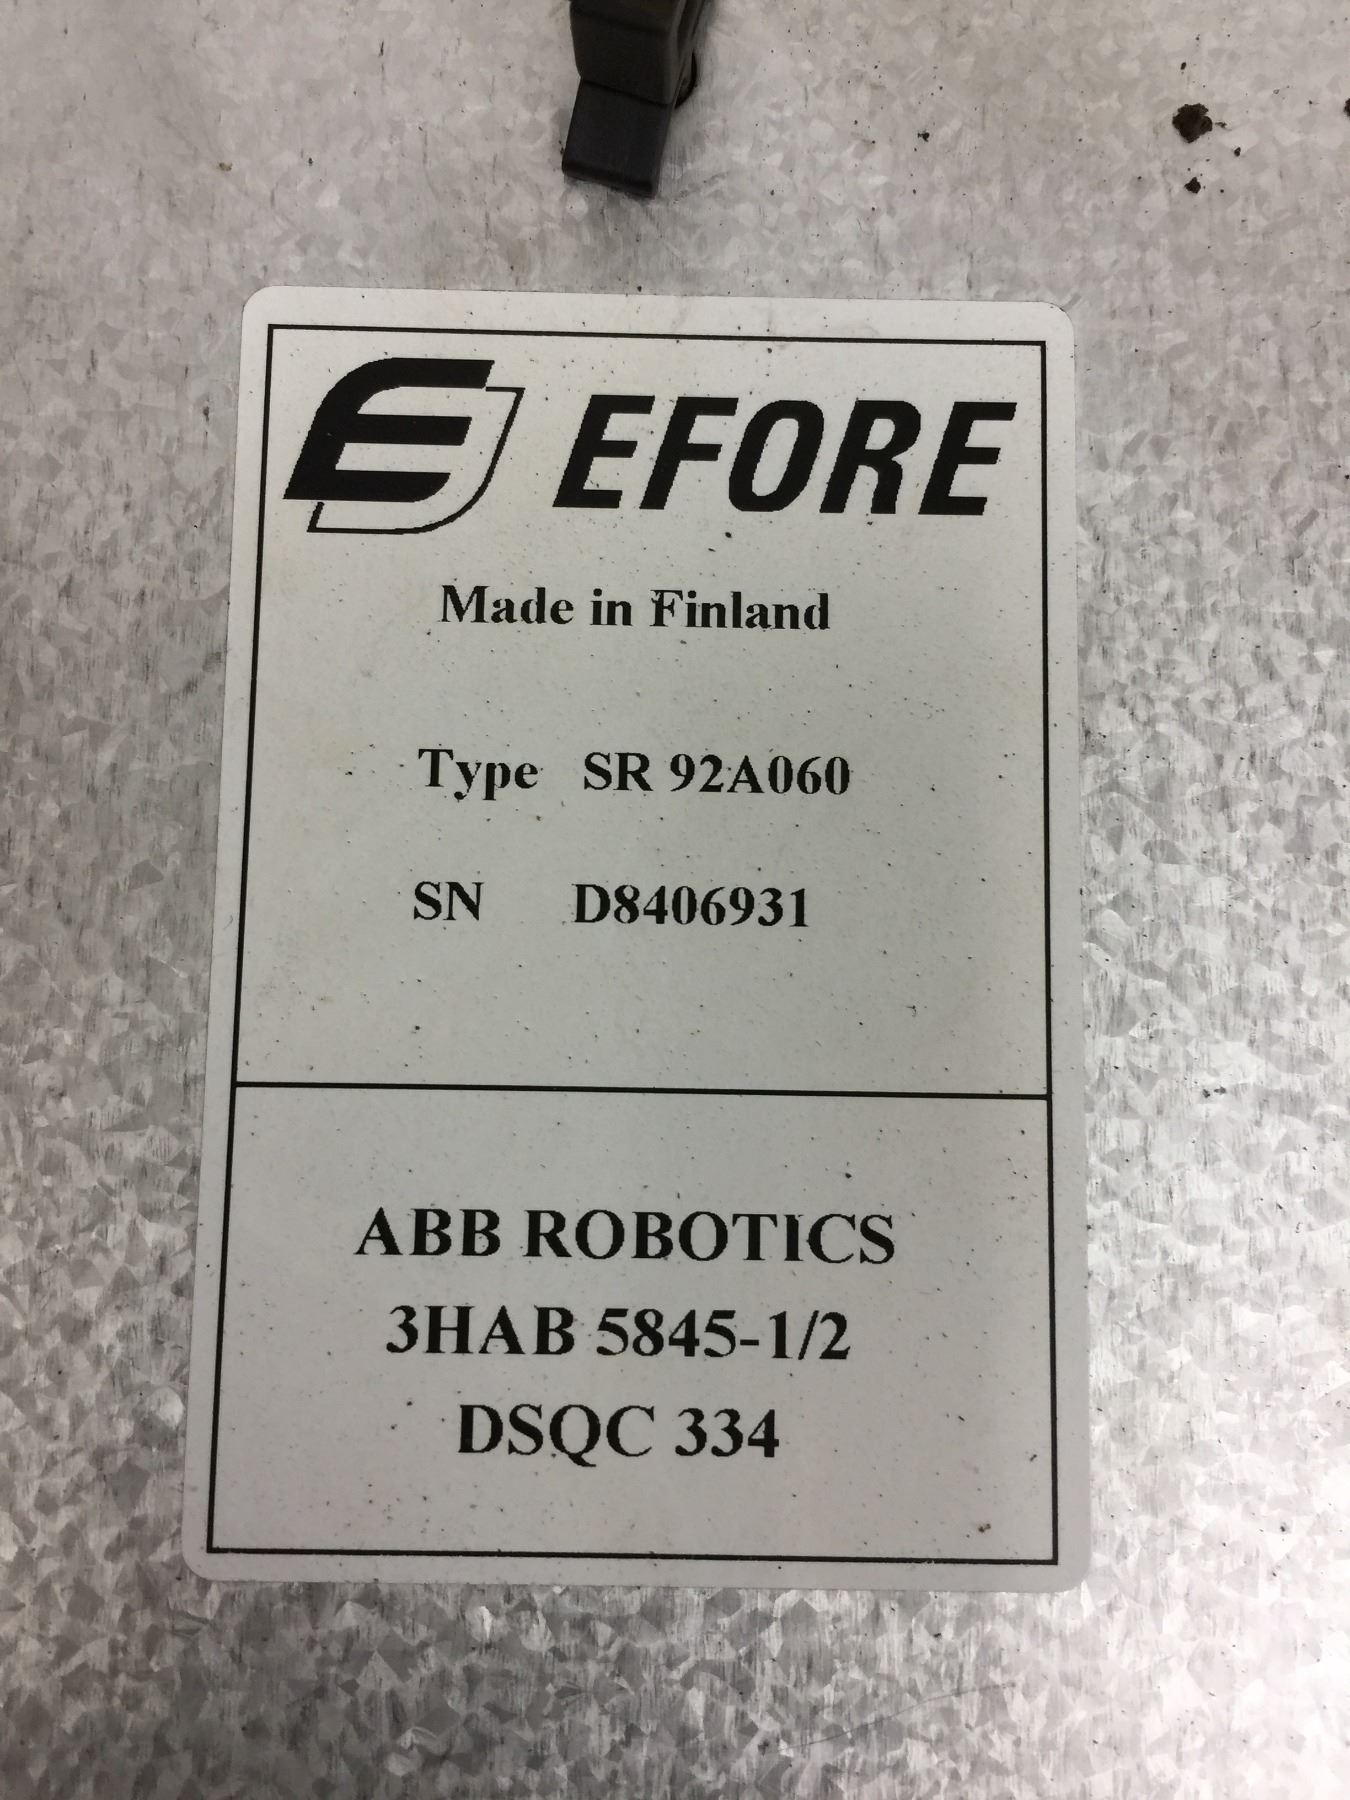 EFORE
Made in Finland
Type SR 92A060
SN D8406931
ABB ROBOTICS
3HAB 5845-1/2
DSQC 334